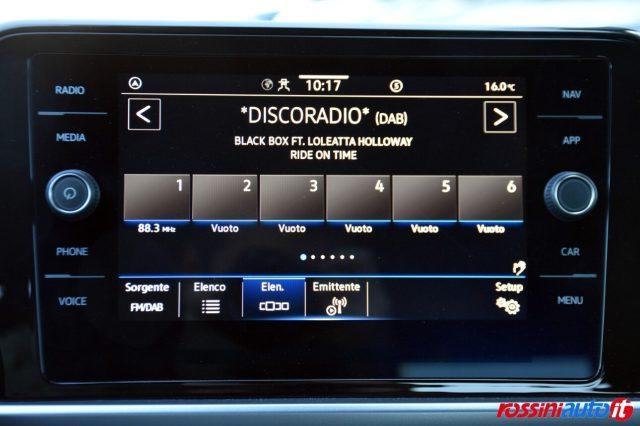 RADIO
10:17
16.0°C
NAV
*DISCORADIO* (DAB)
MEDIA
APP
BLACK BOX FT. LOLEATTA HOLLOWAY
RIDE ON TIME
1 2 3 4 5 6
88.3 MHz Vuoto Vuoto Vuoto Vuoto Vuoto
PHONE
CAR
Sorgente Elenco Elen. Emittente Setup
FM/DAB
VOICE
MENU
rossiniauto.it